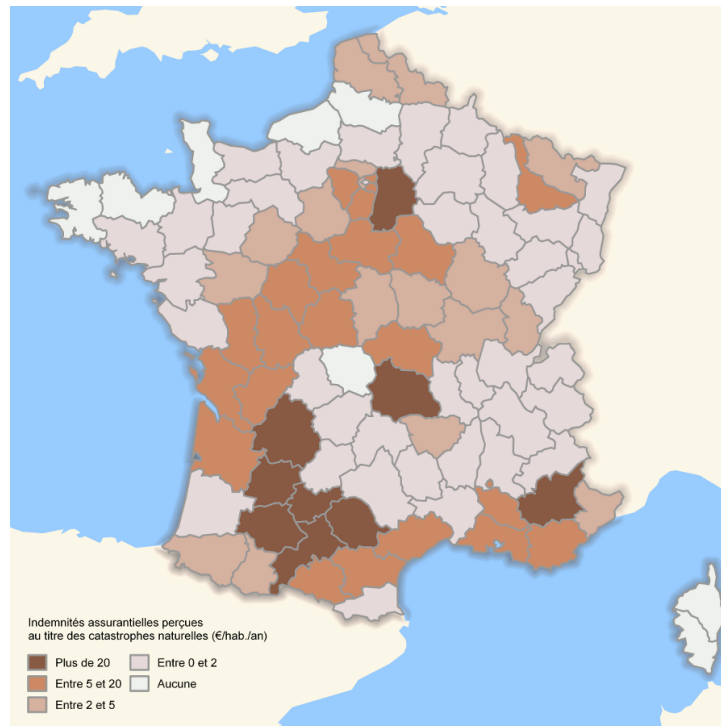 Indemnités assurantielles perçues
au titre des catastrophes naturelles (€/hab./an)
Plus de 20
Entre 5 et 20
Entre 2 et 5
Entre 0 et 2
Aucune